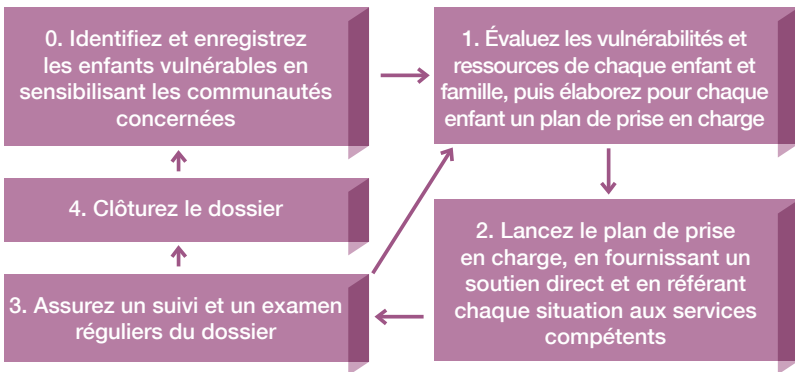 0. Identifiez et enregistrez
les enfants vulnérables en
sensibilisant les communautés
concernées
1. Évaluez les vulnérabilités et
ressources de chaque enfant et
famille, puis élaborez pour chaque
enfant un plan de prise en charge
2. Lancez le plan de prise
en charge, en fournissant un
soutien direct et en référant
chaque situation aux services
compétents
3. Assurez un suivi et un examen
réguliers du dossier
4. Clôturez le dossier